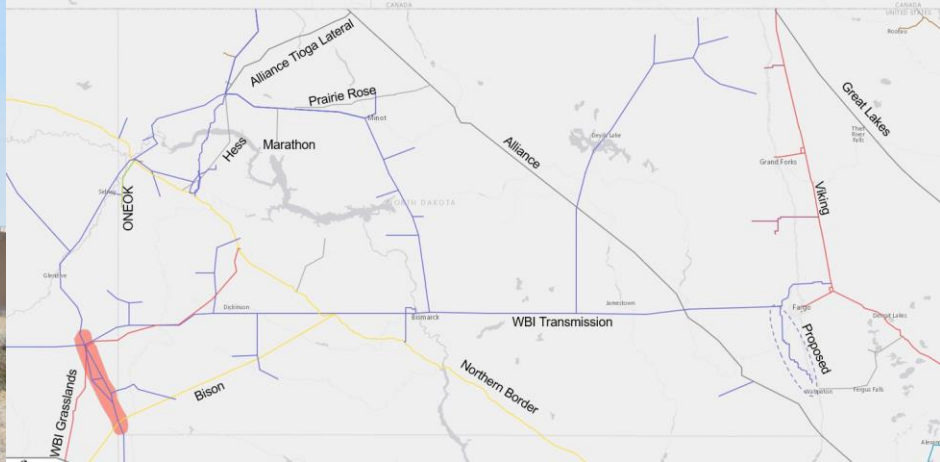 CANADA
CANADA
UNITED STATES
Roseau
Alliance Tioga Lateral
Prairie Rose
Minot
Great Lakes
Hess
Marathon
Alliance
Devils Lake
Thief
River
Falls
Grand Forks
Sidney
ONEOK
NORTH DAKOTA
Viking
Glendive
Dickinson
Bismarck
Jamestown
Fargo
Detroit Lakes
WBI Transmission
Proposed
WBI Grasslands
Bison
Northern Border
Wahpeton
Fergus Falls